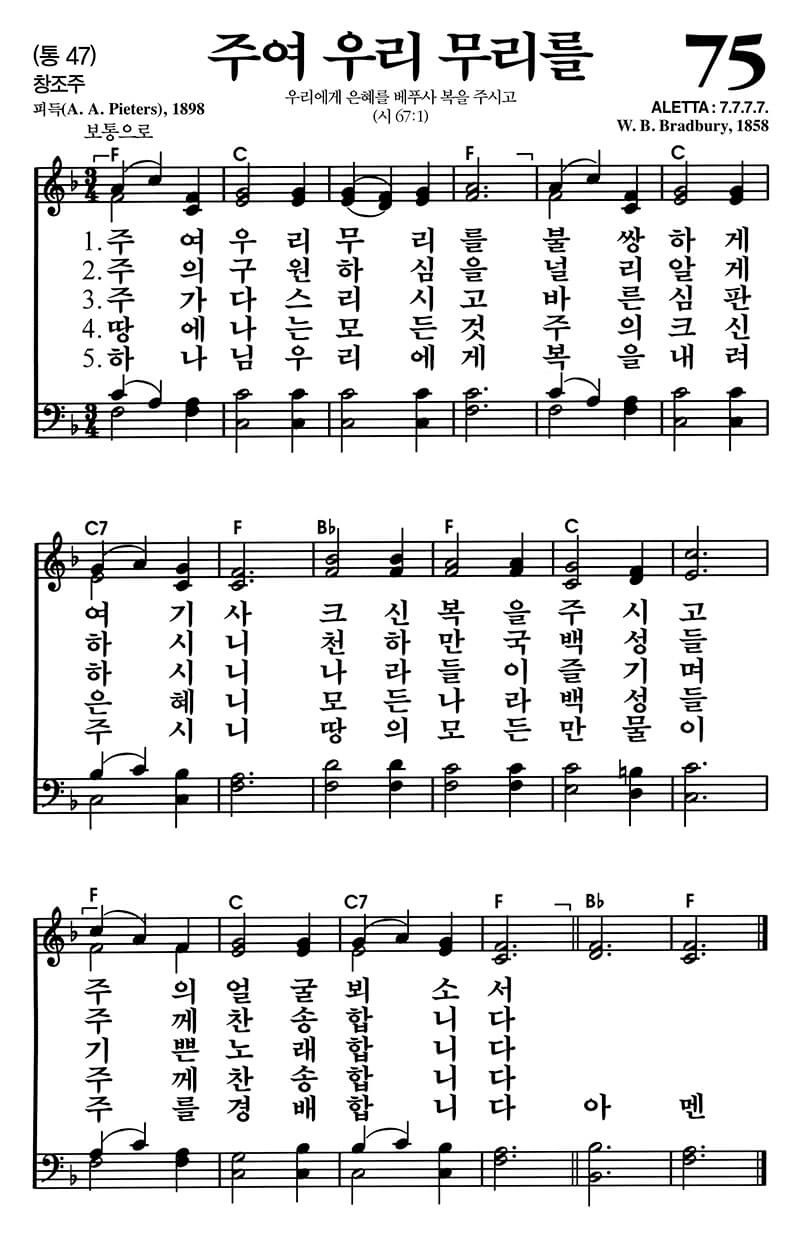 (통 47)
창조주
주여 우리 무리를
75
피득(A. A. Pieters), 1898
우리에게 은혜를 베푸사 복을 주시고
(시 67:1)
ALETTA : 7.7.7.7.
W. B. Bradbury, 1858
보통으로
F C F C
3/4
1. 주 여 우 리 무 리 를 불 쌍 하 게
2. 주 의 구 원 하 심 을 널 리 알 게
3. 주 가 다 스 리 시 고 바 른 심 판
4. 땅 에 나 는 모 든 것 주 의 크 신
5. 하 나 님 우 리 에 게 복 을 내 려
3/4
C7 F B♭ F C
여 기 사 크 신 복 을 주 시 고
하 시 니 천 하 만 국 백 성 들
하 시 니 나 라 들 이 즐 기 며
은 혜 니 모 든 나 라 백 성 들
주 시 니 땅 의 모 든 만 물 이
F C C7 F B♭ F
주 의 얼 굴 뵈 소 서
주 께 찬 송 합 니 다
기 쁜 노 래 합 니 다
주 께 찬 송 합 니 다
주 를 경 배 합 니 다 아 멘